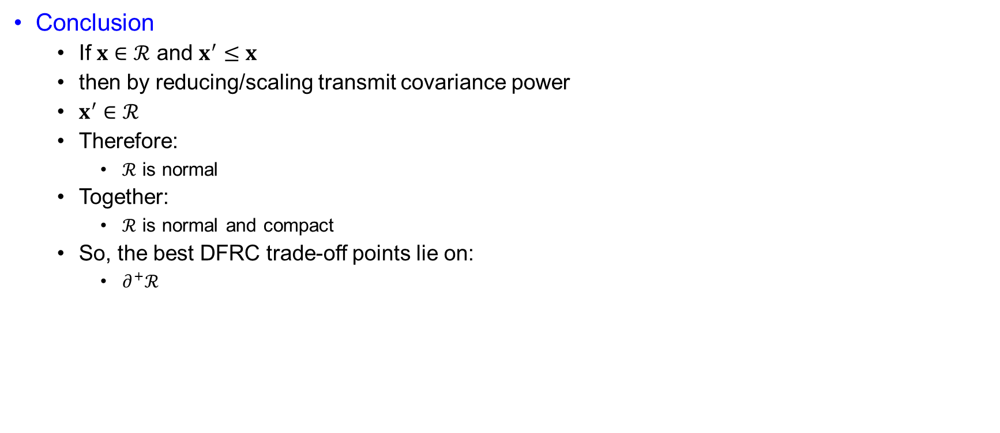 • Conclusion
• If 𝐱 ∈ ℛ and 𝐱′ ≤ 𝐱
• then by reducing/scaling transmit covariance power
• 𝐱′ ∈ ℛ
• Therefore:
• ℛ is normal
• Together:
• ℛ is normal and compact
• So, the best DFRC trade-off points lie on:
• ∂⁺ℛ